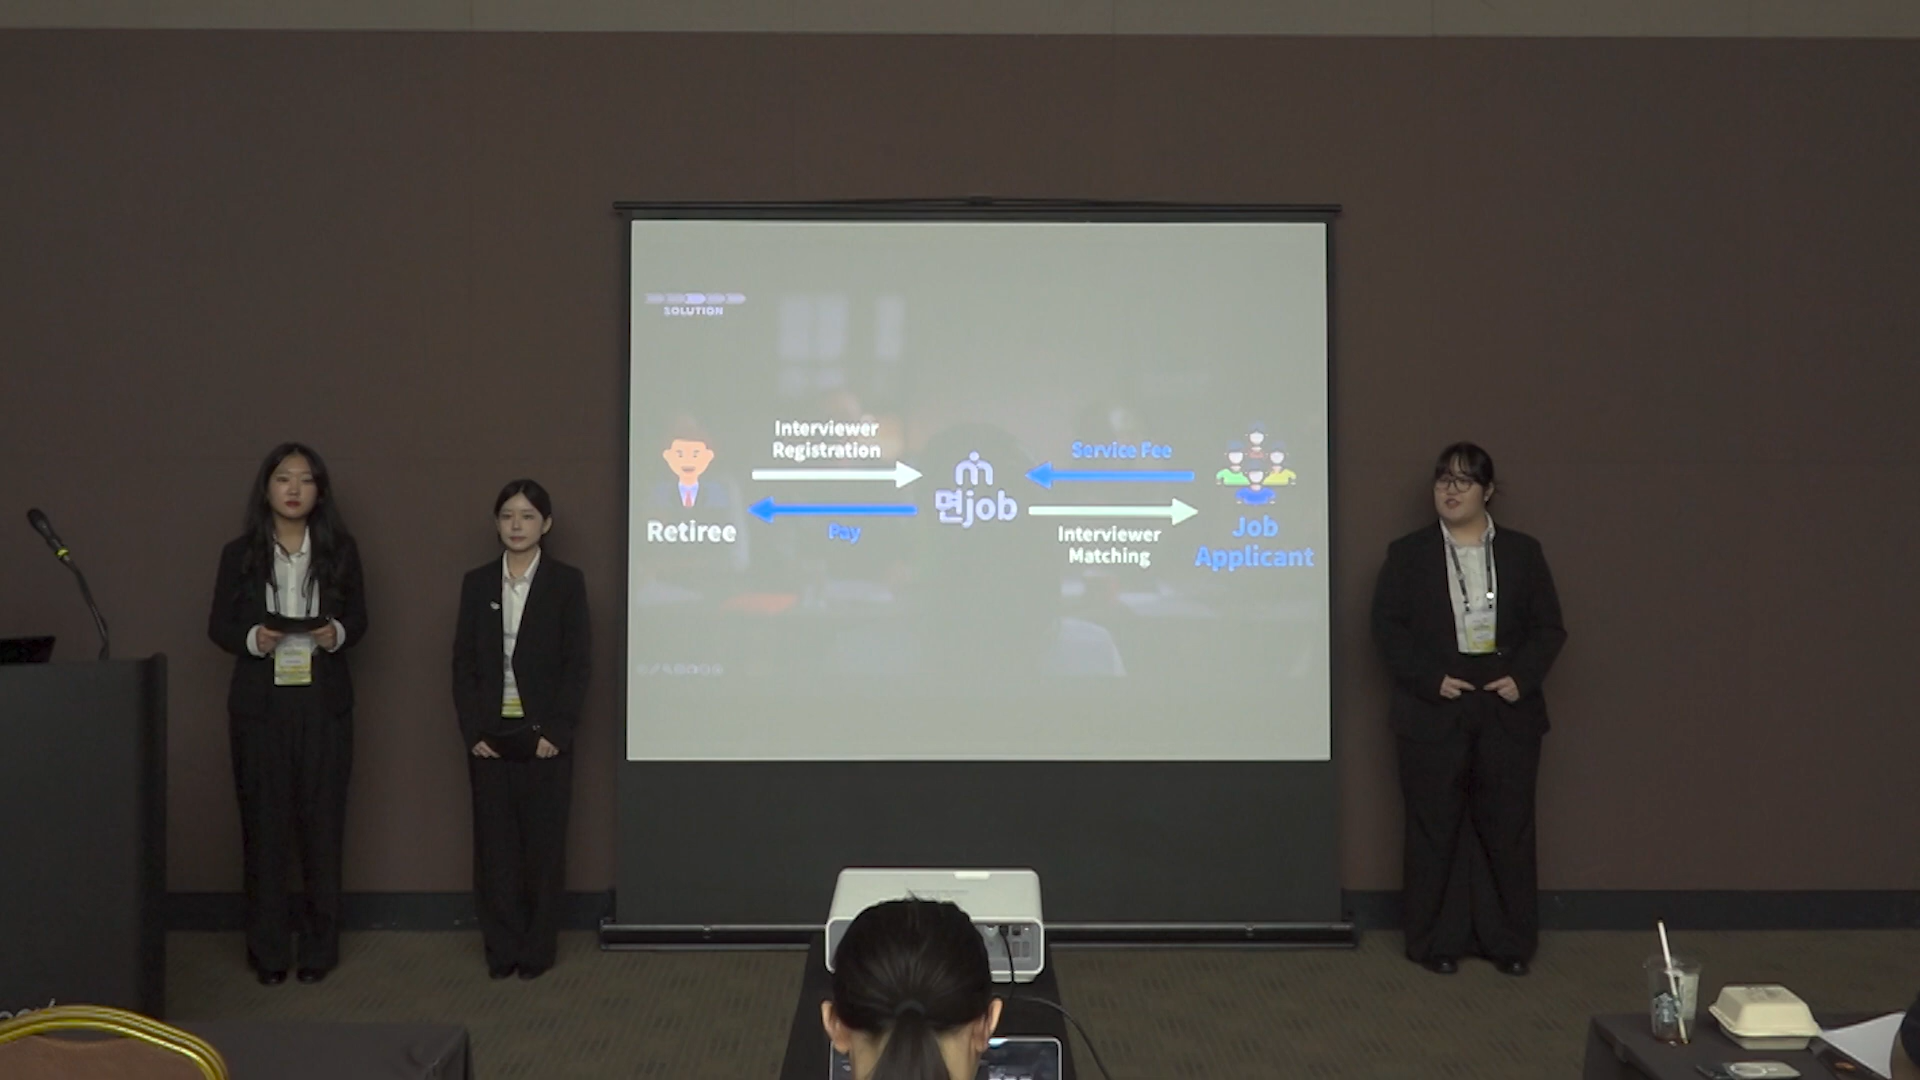 SOLUTION
Interviewer
Registration
Service Fee
면job
Retiree
Pay
Interviewer
Matching
Job
Applicant